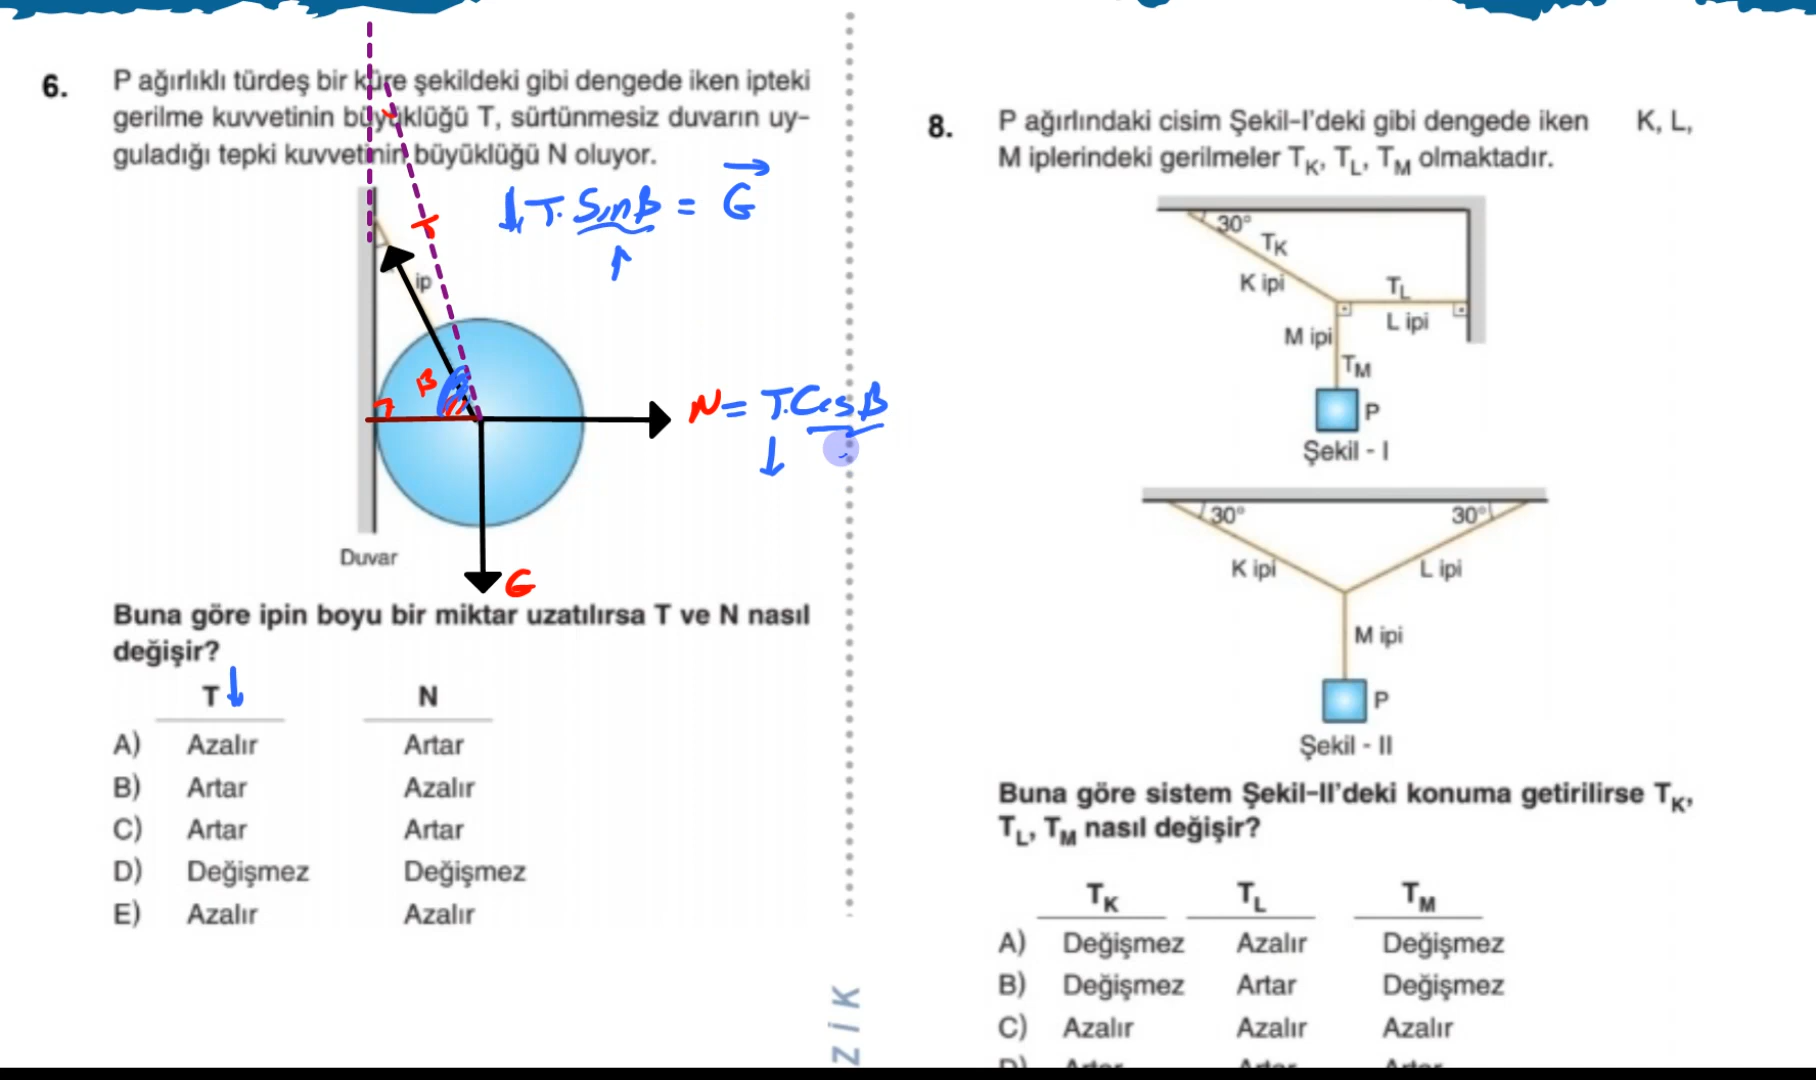 6.
P ağırlıklı türdeş bir küre şekildeki gibi dengede iken ipteki
gerilme kuvvetinin büyüklüğü T, sürtünmesiz duvarın uy-
guladığı tepki kuvvetinin büyüklüğü N oluyor.
T. Sinβ = G
T
ip
B
N = T.Cosβ
G
Duvar
Buna göre ipin boyu bir miktar uzatılırsa T ve N nasıl
değişir?
T N
A) Azalır Artar
B) Artar Azalır
C) Artar Artar
D) Değişmez Değişmez
E) Azalır Azalır
ZİK
8.
P ağırlındaki cisim Şekil-I'deki gibi dengede iken K, L,
M iplerindeki gerilmeler TK, TL, TM olmaktadır.
30°
TK
K ipi
TL
L ipi
M ipi
TM
P
Şekil - I
30° 30°
K ipi L ipi
M ipi
P
Şekil - II
Buna göre sistem Şekil-II'deki konuma getirilirse TK,
TL, TM nasıl değişir?
TK TL TM
A) Değişmez Azalır Değişmez
B) Değişmez Artar Değişmez
C) Azalır Azalır Azalır
D) Artar Artar Artar